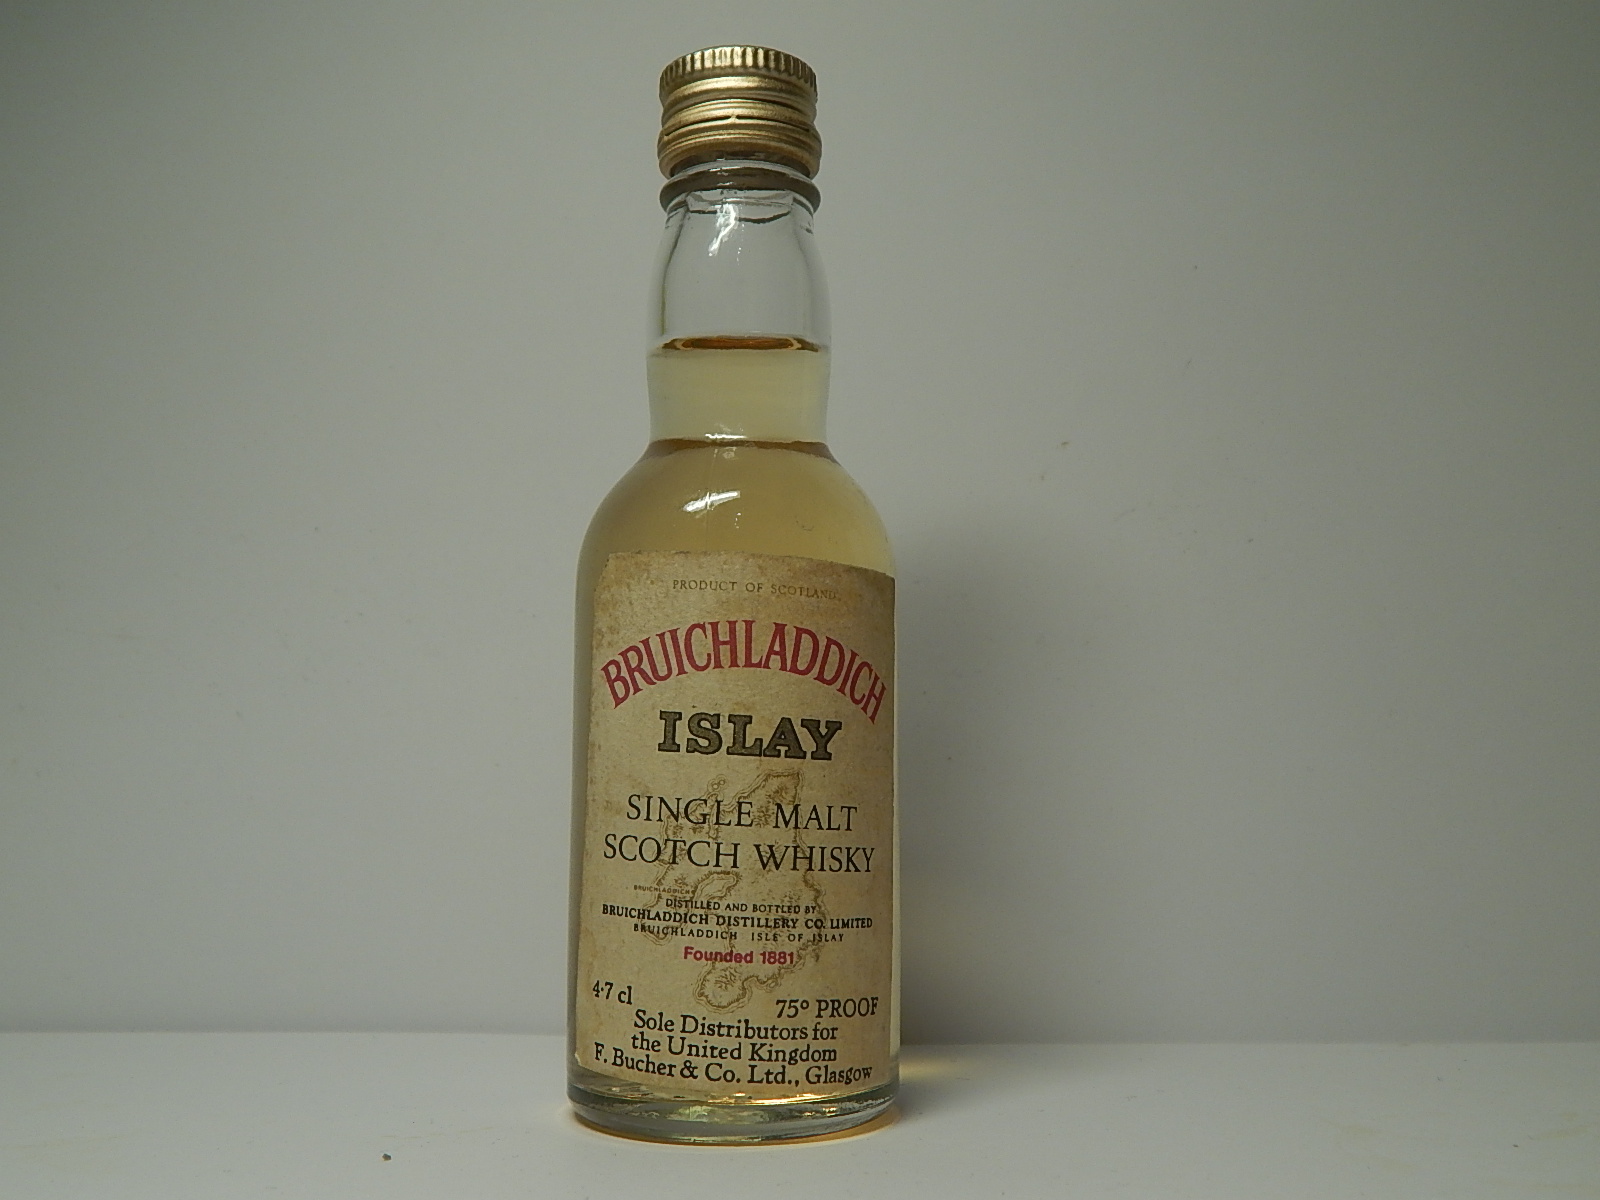 PRODUCT OF SCOTLAND
BRUICHLADDICH
ISLAY
SINGLE MALT
SCOTCH WHISKY
BRUICHLADDICH
DISTILLED AND BOTTLED BY
BRUICHLADDICH DISTILLERY CO. LIMITED
BRUICHLADDICH ISLE OF ISLAY
Founded 1881
4·7 cl
75° PROOF
Sole Distributors for
the United Kingdom
F. Bucher & Co. Ltd., Glasgow